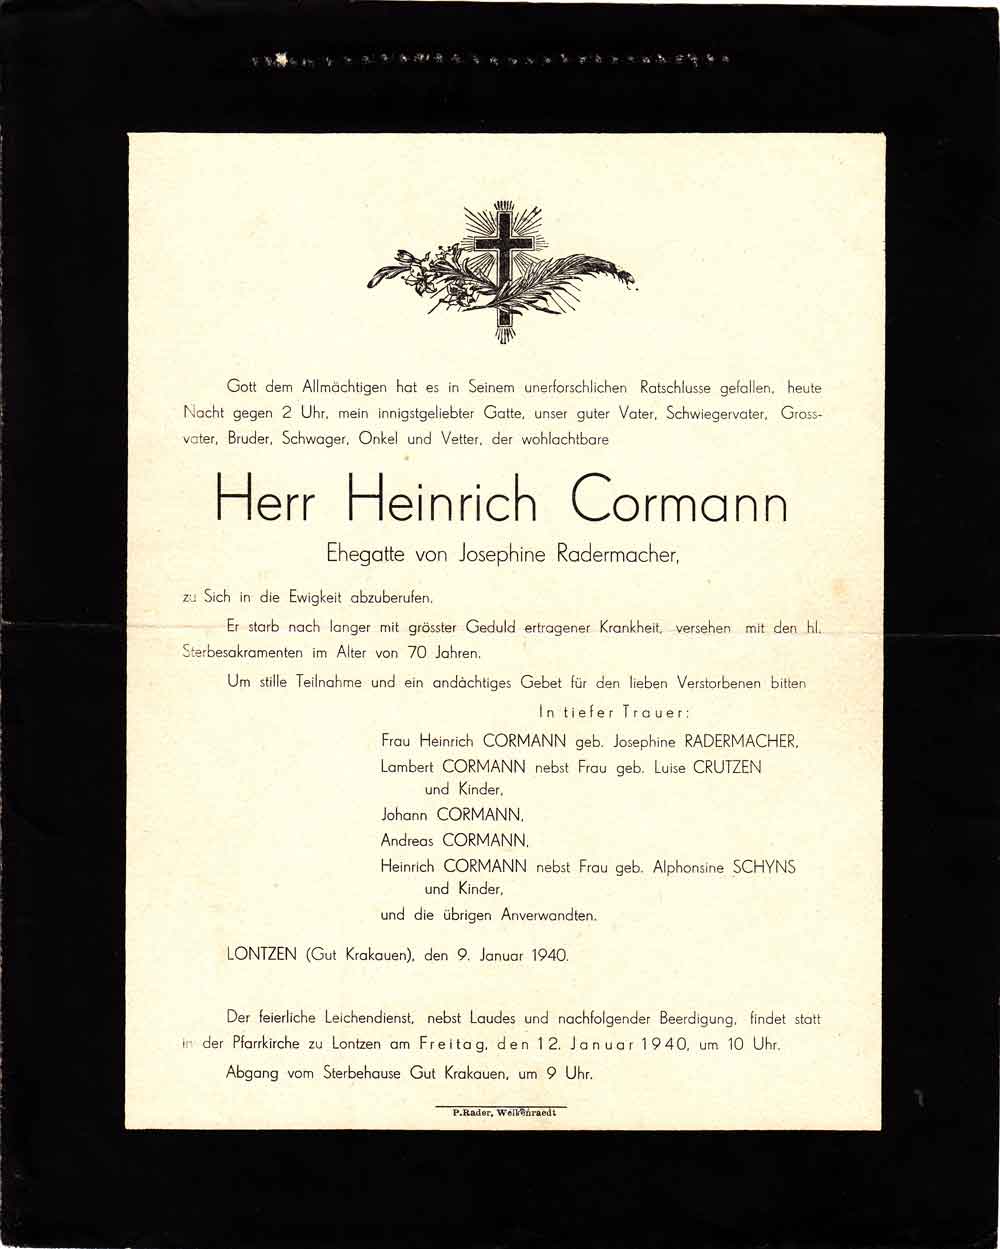 Gott dem Allmächtigen hat es in Seinem unerforschlichen Ratschlusse gefallen, heute
Nacht gegen 2 Uhr, mein innigstgeliebter Gatte, unser guter Vater, Schwiegervater, Gross-
vater, Bruder, Schwager, Onkel und Vetter, der wohlachtbare
Herr Heinrich Cormann
Ehegatte von Josephine Radermacher,
zu Sich in die Ewigkeit abzuberufen.
Er starb nach langer mit grösster Geduld ertragener Krankheit, versehen mit den hl.
Sterbesakramenten im Alter von 70 Jahren.
Um stille Teilnahme und ein andächtiges Gebet für den lieben Verstorbenen bitten
In tiefer Trauer:
Frau Heinrich CORMANN geb. Josephine RADERMACHER,
Lambert CORMANN nebst Frau geb. Luise CRUTZEN
und Kinder,
Johann CORMANN,
Andreas CORMANN,
Heinrich CORMANN nebst Frau geb. Alphonsine SCHYNS
und Kinder,
und die übrigen Anverwandten.
LONTZEN (Gut Krakauen), den 9. Januar 1940.
Der feierliche Leichendienst, nebst Laudes und nachfolgender Beerdigung, findet statt
in der Pfarrkirche zu Lontzen am Freitag, den 12. Januar 1940, um 10 Uhr.
Abgang vom Sterbehause Gut Krakauen, um 9 Uhr.
P.Rader, Welkenraedt